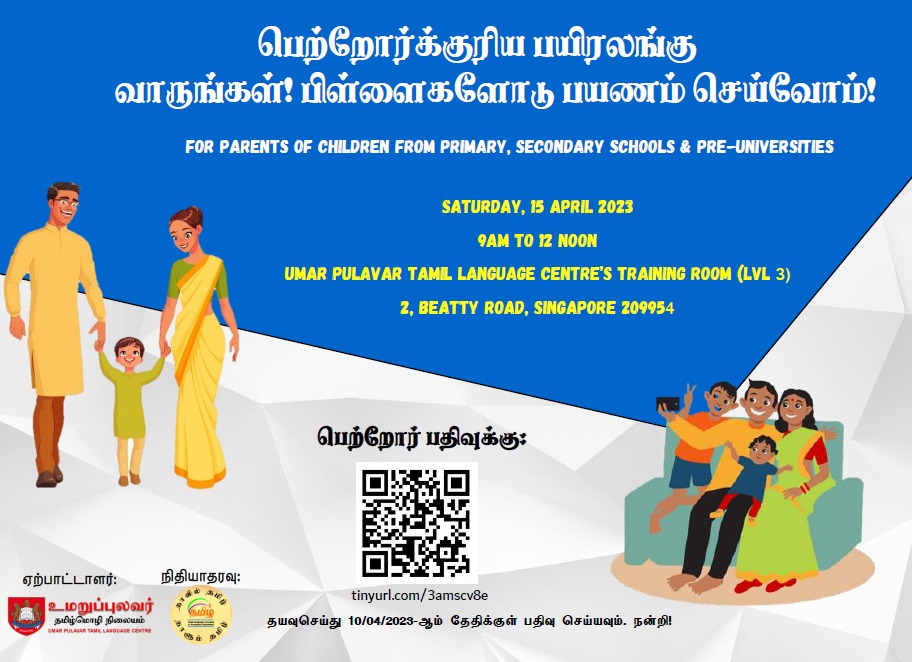 பெற்றோர்க்குரிய பயிரலங்கு
வாருங்கள்! பிள்ளைகளோடு பயணம் செய்வோம்!
FOR PARENTS OF CHILDREN FROM PRIMARY, SECONDARY SCHOOLS & PRE-UNIVERSITIES
SATURDAY, 15 APRIL 2023
9AM TO 12 NOON
UMAR PULAVAR TAMIL LANGUAGE CENTRE'S TRAINING ROOM (LVL 3)
2, BEATTY ROAD, SINGAPORE 209954
பெற்றோர் பதிவுக்கு:
tinyurl.com/3amscv8e
தயவுசெய்து 10/04/2023-ஆம் தேதிக்குள் பதிவு செய்யவும். நன்றி!
ஏற்பாட்டாளர்:
உமறுப்புலவர்
தமிழ்மொழி நிலையம்
UMAR PULAVAR TAMIL LANGUAGE CENTRE
நிதியாதரவு:
நாவில் தமிழ்
தமிழ்
நாளும் தமிழ்